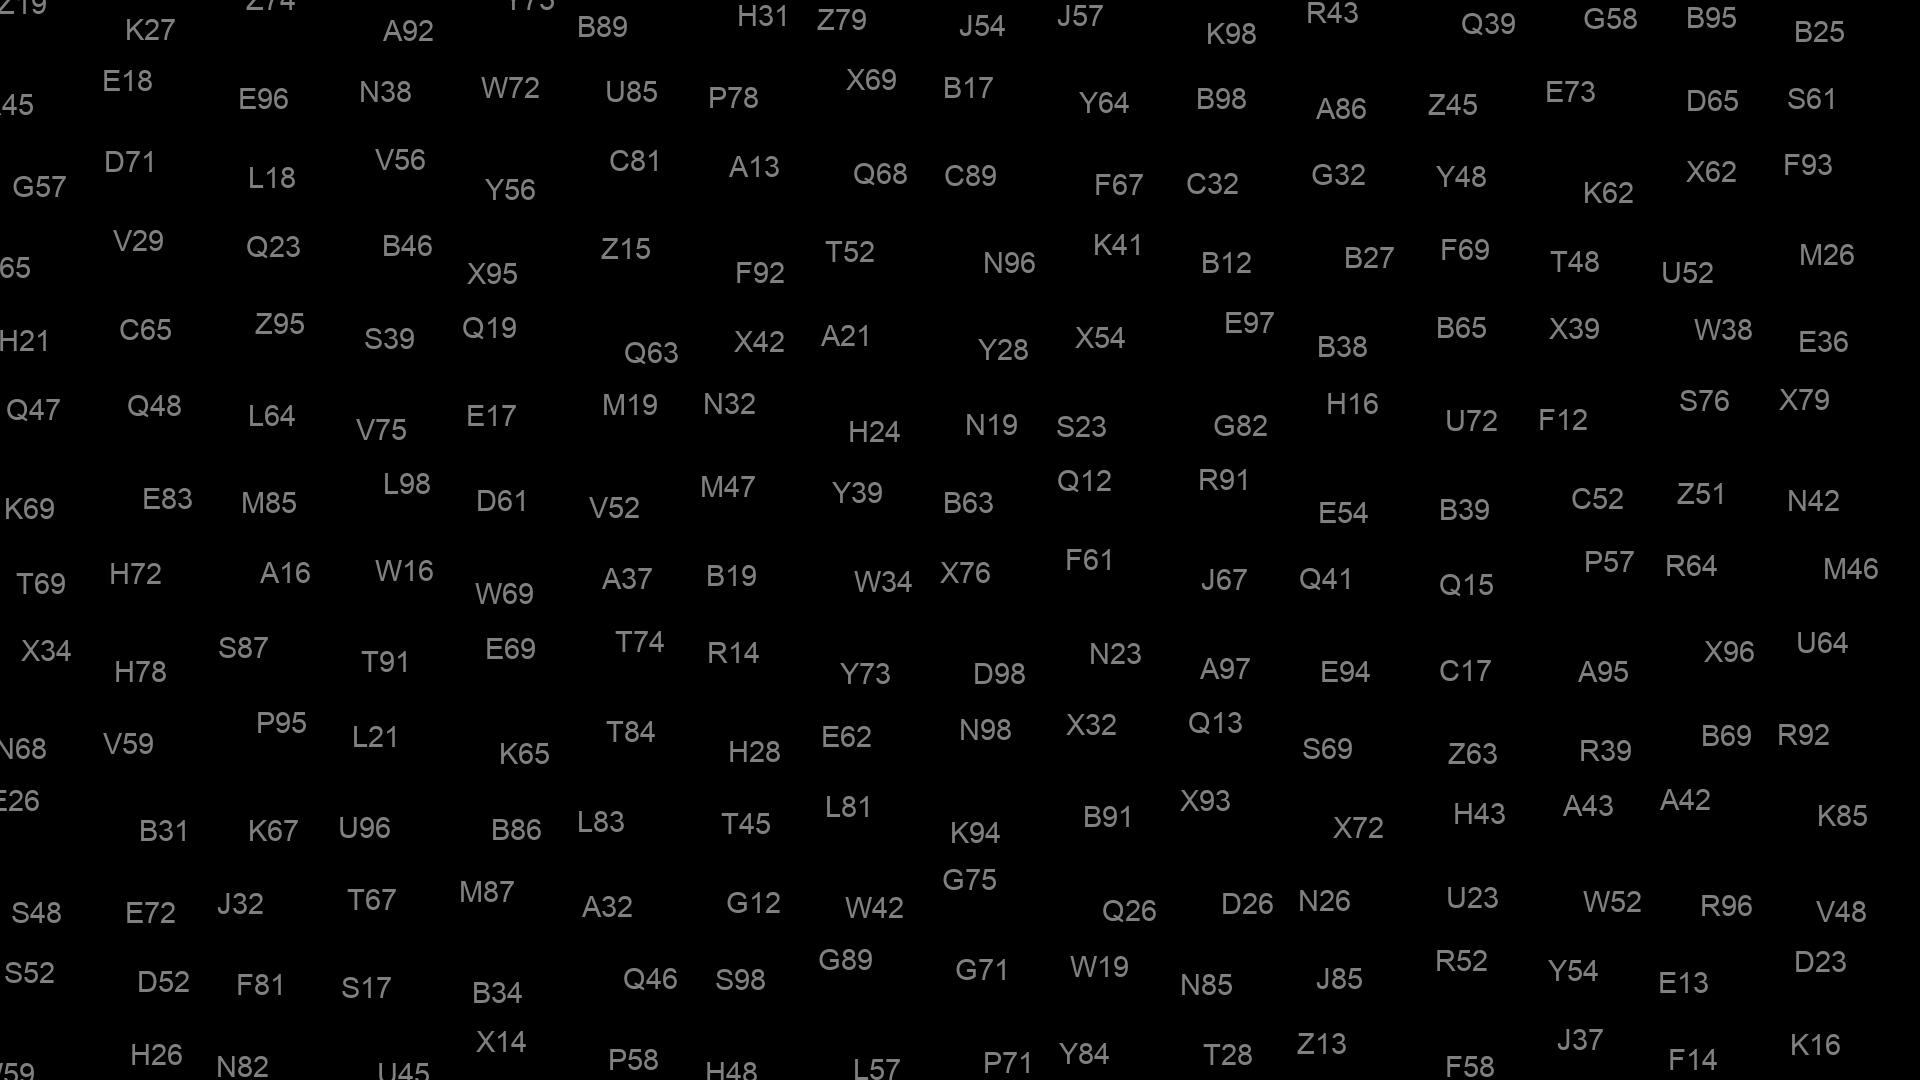 Z19 K27 Z74 A92 Y73 B89 H31 Z79 J54 J57 K98 R43 Q39 G58 B95 B25
E18 E96 N38 W72 U85 P78 X69 B17 Y64 B98 A86 Z45 E73 D65 S61
G57 D71 L18 V56 Y56 C81 A13 Q68 C89 F67 C32 G32 Y48 K62 X62 F93
65 V29 Q23 B46 X95 Z15 F92 T52 N96 K41 B12 B27 F69 T48 U52 M26
H21 C65 Z95 S39 Q19 Q63 X42 A21 Y28 X54 E97 B38 B65 X39 W38 E36
Q47 Q48 L64 V75 E17 M19 N32 H24 N19 S23 G82 H16 U72 F12 S76 X79
K69 E83 M85 L98 D61 V52 M47 Y39 B63 Q12 R91 E54 B39 C52 Z51 N42
T69 H72 A16 W16 W69 A37 B19 W34 X76 F61 J67 Q41 Q15 P57 R64 M46
X34 H78 S87 T91 E69 T74 R14 Y73 D98 N23 A97 E94 C17 A95 X96 U64
N68 V59 P95 L21 K65 T84 H28 E62 N98 X32 Q13 S69 Z63 R39 B69 R92
E26 B31 K67 U96 B86 L83 T45 L81 K94 B91 X93 X72 H43 A43 A42 K85
S48 E72 J32 T67 M87 A32 G12 W42 G75 Q26 D26 N26 U23 W52 R96 V48
S52 D52 F81 S17 B34 Q46 S98 G89 G71 W19 N85 J85 R52 Y54 E13 D23
H26 N82 U45 X14 P58 H48 L57 P71 Y84 T28 Z13 F58 J37 F14 K16